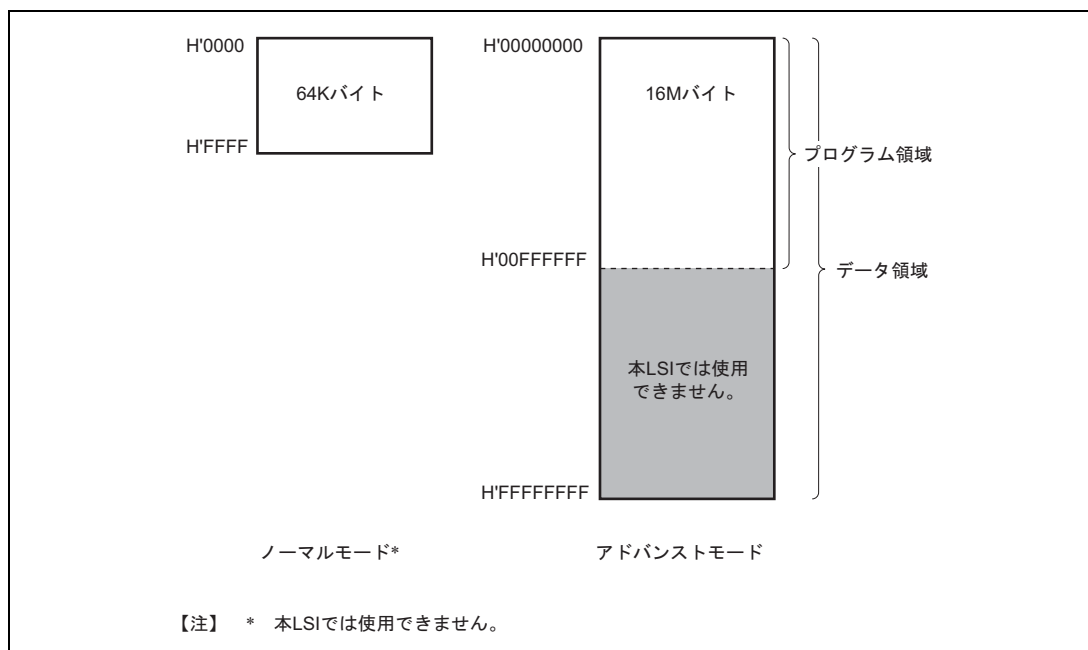 H'0000
64Kバイト
H'FFFF
H'00000000
16Mバイト
プログラム領域
H'00FFFFFF
データ領域
本LSIでは使用
できません。
H'FFFFFFFF
ノーマルモード*
アドバンストモード
【注】 * 本LSIでは使用できません。